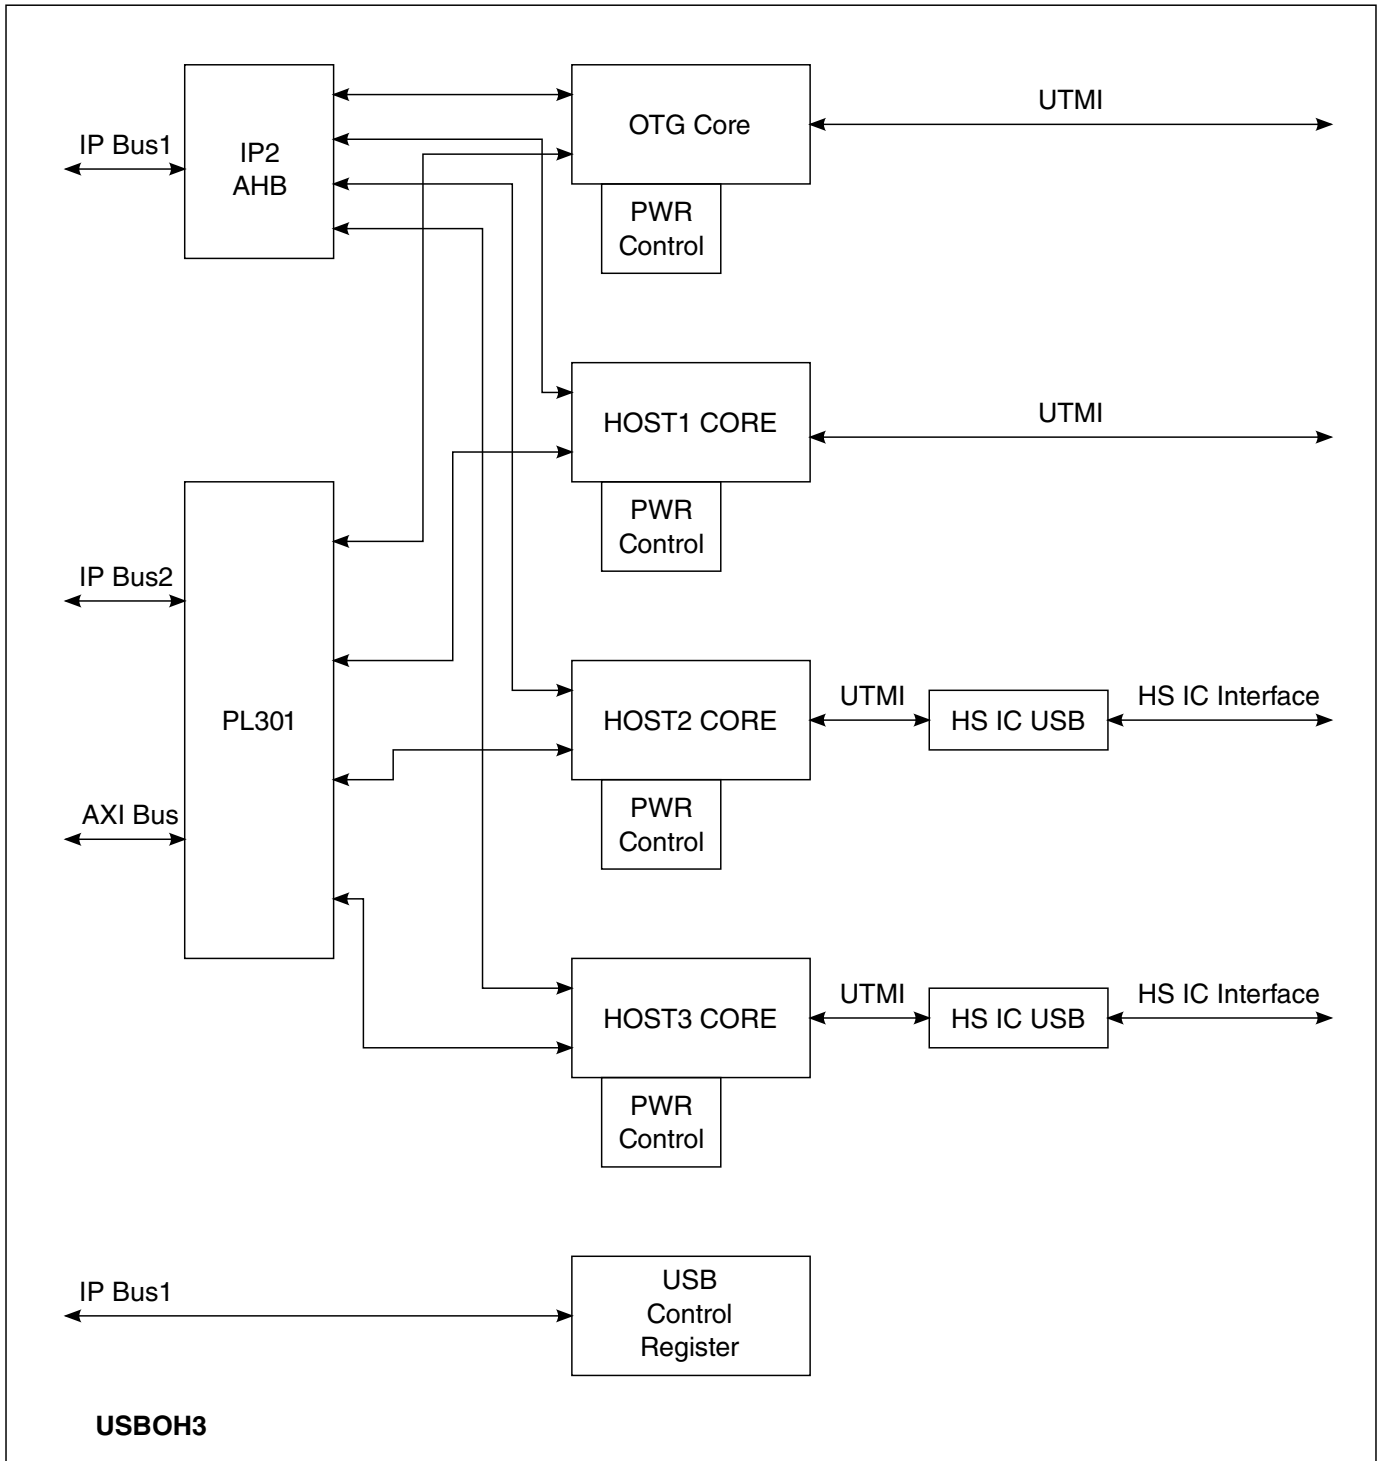 UTMI
OTG Core
IP Bus1
IP2
AHB
PWR
Control
UTMI
HOST1 CORE
PWR
Control
IP Bus2
PL301
UTMI
HS IC Interface
HOST2 CORE
HS IC USB
AXI Bus
PWR
Control
UTMI
HS IC Interface
HOST3 CORE
HS IC USB
PWR
Control
IP Bus1
USB
Control
Register
USBOH3